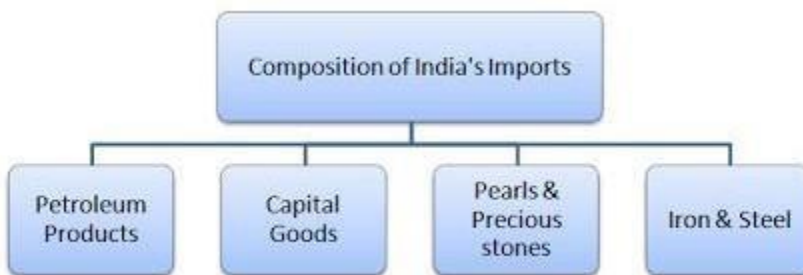 Composition of India's Imports
Petroleum
Products
Capital
Goods
Pearls &
Precious
stones
Iron & Steel